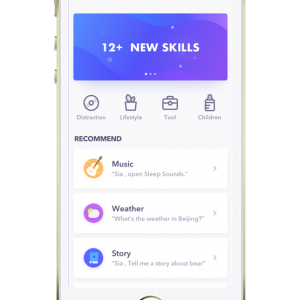 12+ NEW SKILLS
Distraction Lifestyle Tool Children
RECOMMEND
Music
"Sia , open Sleep Sounds."
Weather
"What's the weather in Beijing?"
Story
"Sia , Tell me a story about bear"